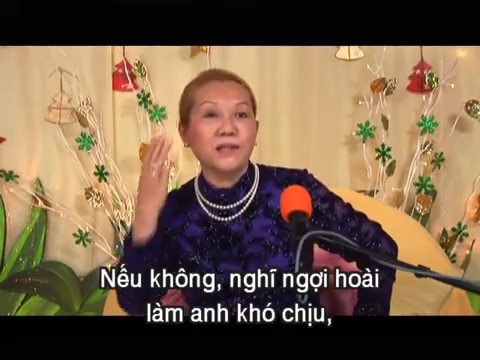 Nếu không, nghĩ ngợi hoài
làm anh khó chịu,